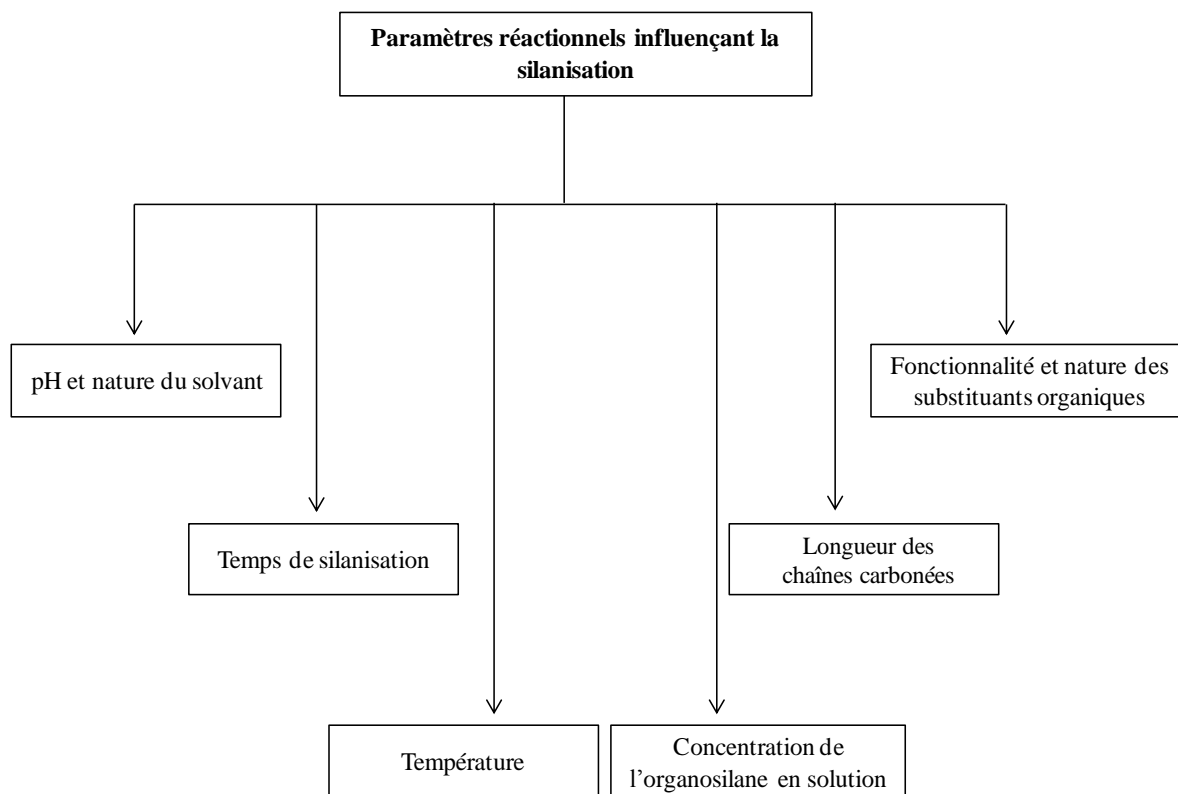 Paramètres réactionnels influençant la
silanisation
pH et nature du solvant
Fonctionnalité et nature des
substituants organiques
Temps de silanisation
Longueur des
chaînes carbonées
Température
Concentration de
l’organosilane en solution